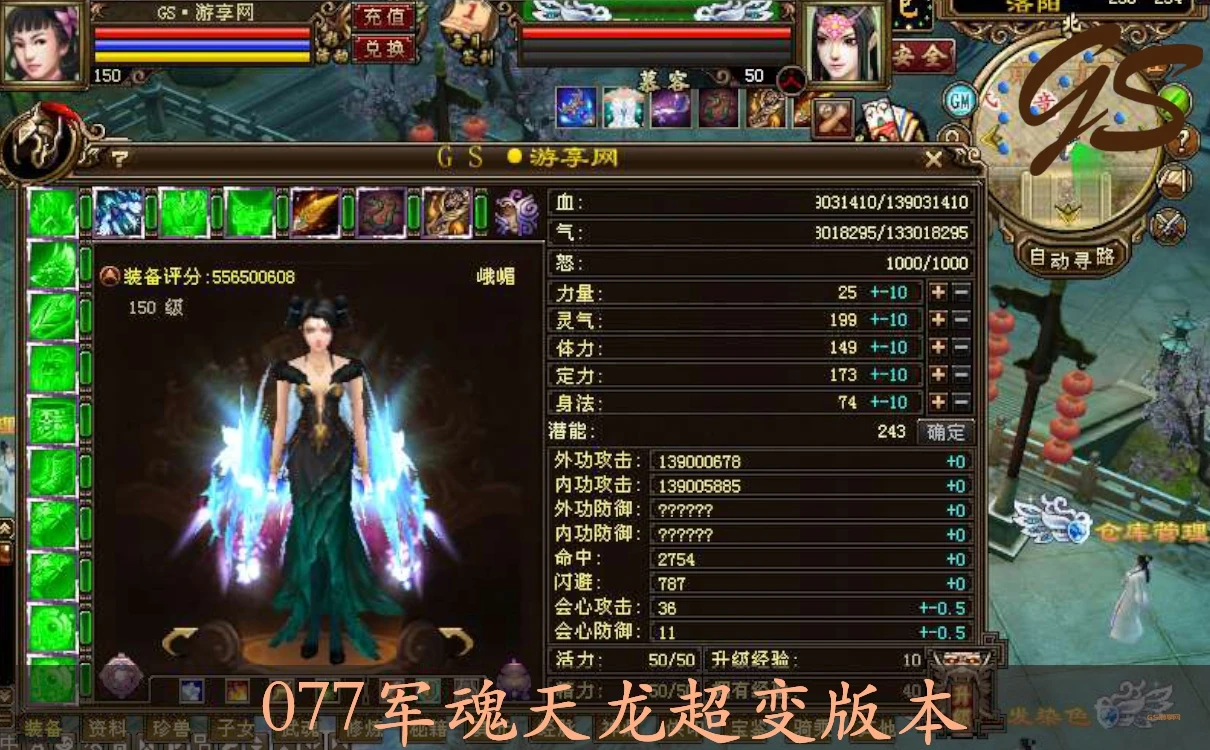 GS·游享网
充值
兑换
150
慕容
50
安全
洛阳
北
GM
GS
?
GS●游享网
自动寻路
装备评分:556500608
峨嵋
150 级
血: 3031410/139031410
气: 3018295/133018295
怒: 1000/1000
力量: 25 +-10
灵气: 199 +-10
体力: 149 +-10
定力: 173 +-10
身法: 74 +-10
潜能: 243 确定
外功攻击: 139000678 +0
内功攻击: 139005885 +0
外功防御: ?????? +0
内功防御: ?????? +0
命中: 2754 +0
闪避: 787 +0
会心攻击: 36 +-0.5
会心防御: 11 +-0.5
活力: 50/50 升级经验: 10
仓库管理
077军魂天龙超变版本
装备 资料 珍兽 子女
发染色